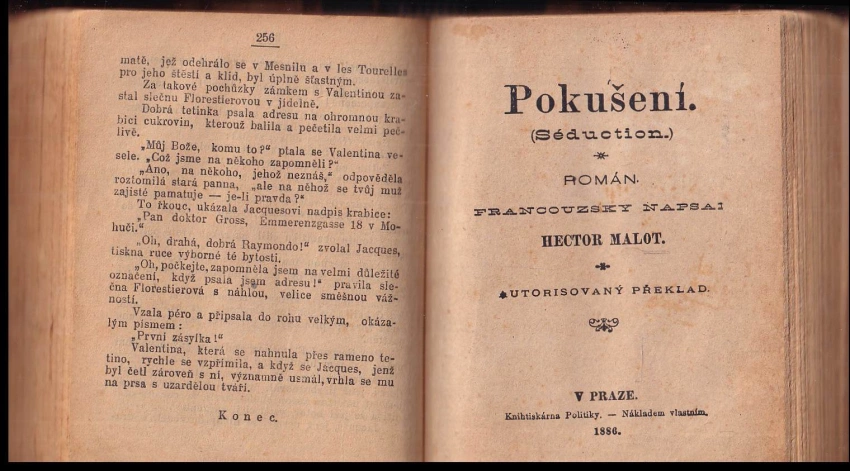 256
matě, jež odehrálo se v Mesnilu a v les Tourelles
pro jeho štěstí a klid, byl úplně šťastným.
Za takové pochůzky zámkem s Valentinou za-
stal slečnu Florestierovou v jídelně.
Dobrá tetinka psala adresu na ohromnou kra-
bici cukrovin, kterouž balila a pečetila velmi peč-
livě.
„Můj Bože, komu to?“ ptala se Valentina ve-
sele. „Což jsme na někoho zapomněli?“
„Ano, na někoho, jehož neznáš,“ odpověděla
roztomilá stará panna, „ale na něhož se tvůj muž
zajisté pamatuje — je-li pravda?“
To řkouc, ukázala Jacquesovi nadpis krabice:
„Pan doktor Gross, Emmerenzgasse 18 v Mo-
huči.“
„Oh, drahá, dobrá Raymondo!“ zvolal Jacques,
tiskna ruce výborné té bytosti.
„Oh, počkejte, zapomněla jsem na velmi důležité
označení, když psala jsem adresu!“ pravila sle-
čna Florestierová s náhlou, velice směšnou váž-
ností.
Vzala péro a připsala do rohu velkým, okáza-
lým písmem:
„První zásylka!“
Valentina, která se nahnula přes rameno te-
tino, rychle se vzpřímila, a když se Jacques, jenž
byl četl zároveň s ní, významně usmál, vrhla se mu
na prsa s uzardělou tváří.
Konec.
Pokušení.
(Séduction.)
ROMÁN.
FRANCOUZSKY NAPSAL
HECTOR MALOT.
AUTORISOVANÝ PŘEKLAD.
V PRAZE.
Knihtiskárna Politiky. — Nákladem vlastním.
1886.